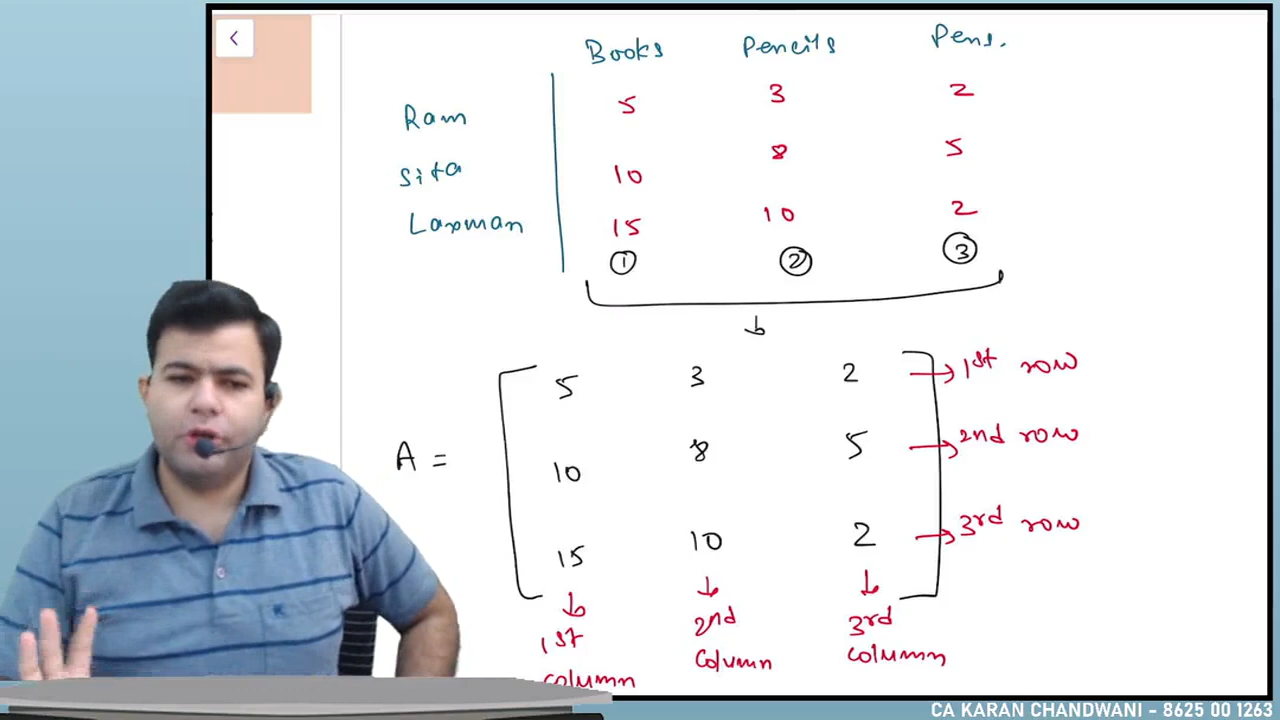 Books Pencils Pens.
Ram 5 3 2
Sita 10 8 5
Laxman 15 10 2
① ② ③
5 3 2 → 1st row
A = 10 8 5 → 2nd row
15 10 2 → 3rd row
1st column 2nd column 3rd column
CA KARAN CHANDWANI - 8625 00 1263